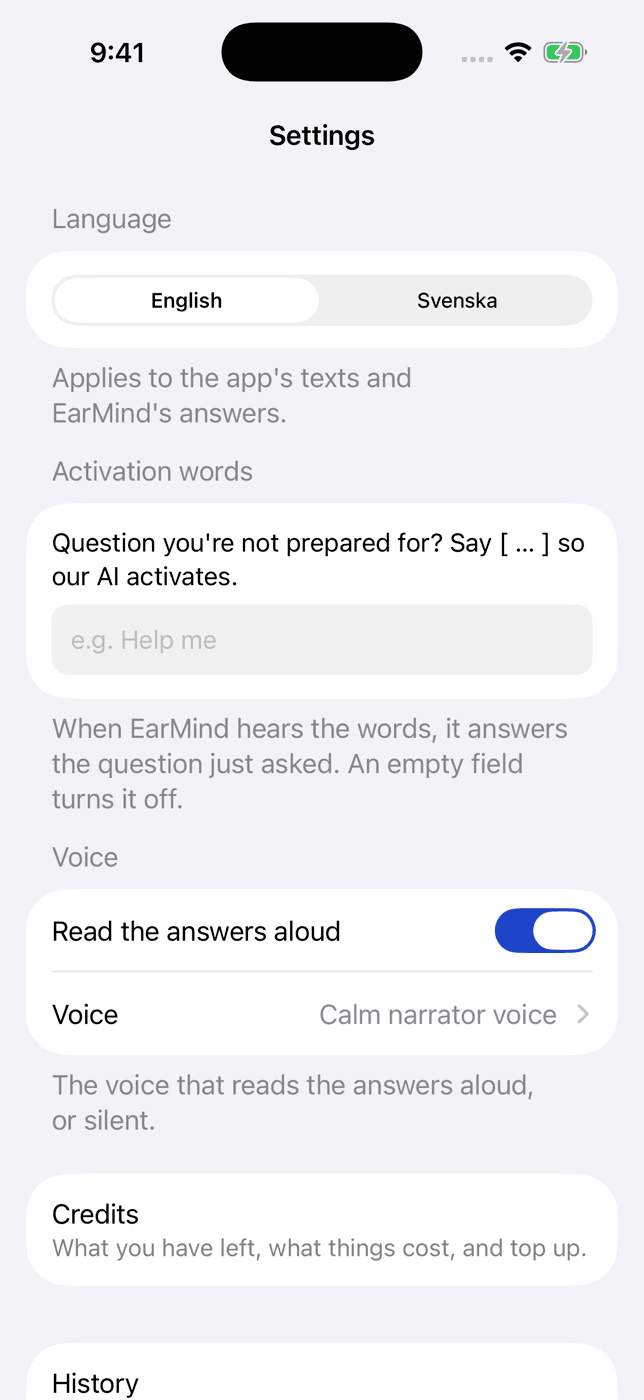 9:41
Settings
Language
English
Svenska
Applies to the app's texts and
EarMind's answers.
Activation words
Question you're not prepared for? Say [ ... ] so
our AI activates.
e.g. Help me
When EarMind hears the words, it answers
the question just asked. An empty field
turns it off.
Voice
Read the answers aloud
Voice
Calm narrator voice
The voice that reads the answers aloud,
or silent.
Credits
What you have left, what things cost, and top up.
History